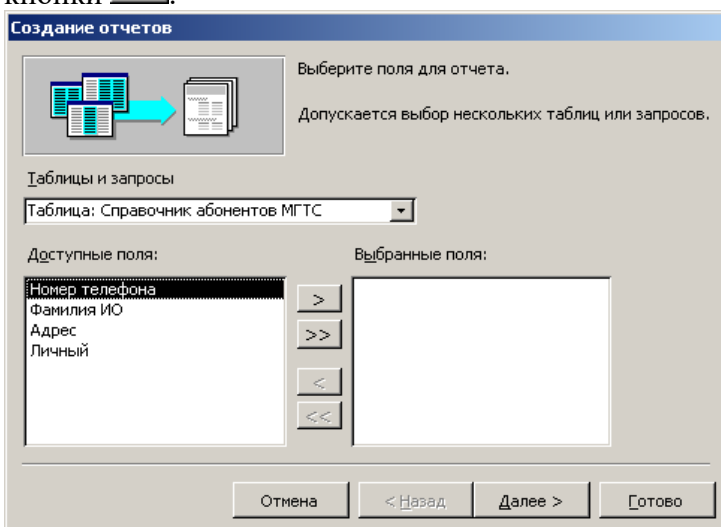 кнопки     .
Создание отчетов
Выберите поля для отчета.
Допускается выбор нескольких таблиц или запросов.
Таблицы и запросы
Таблица: Справочник абонентов МГТС
Доступные поля:
Выбранные поля:
Номер телефона
Фамилия ИО
Адрес
Личный
>
>>
<
<<
Отмена
< Назад
Далее >
Готово